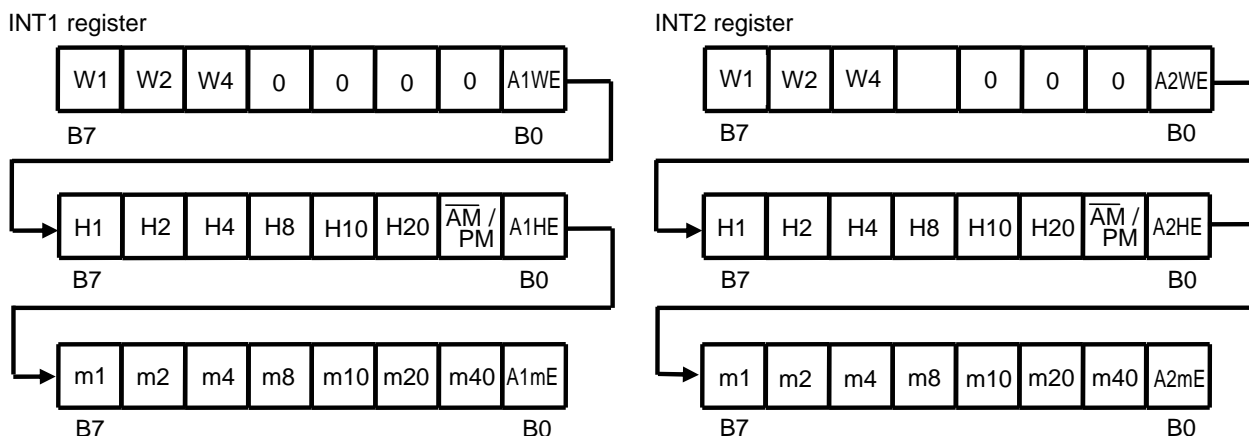 INT1 register
W1 W2 W4 0 0 0 0 A1WE
B7 B0
H1 H2 H4 H8 H10 H20 AM / PM A1HE
B7 B0
m1 m2 m4 m8 m10 m20 m40 A1mE
B7 B0
INT2 register
W1 W2 W4 0 0 0 A2WE
B7 B0
H1 H2 H4 H8 H10 H20 AM / PM A2HE
B7 B0
m1 m2 m4 m8 m10 m20 m40 A2mE
B7 B0